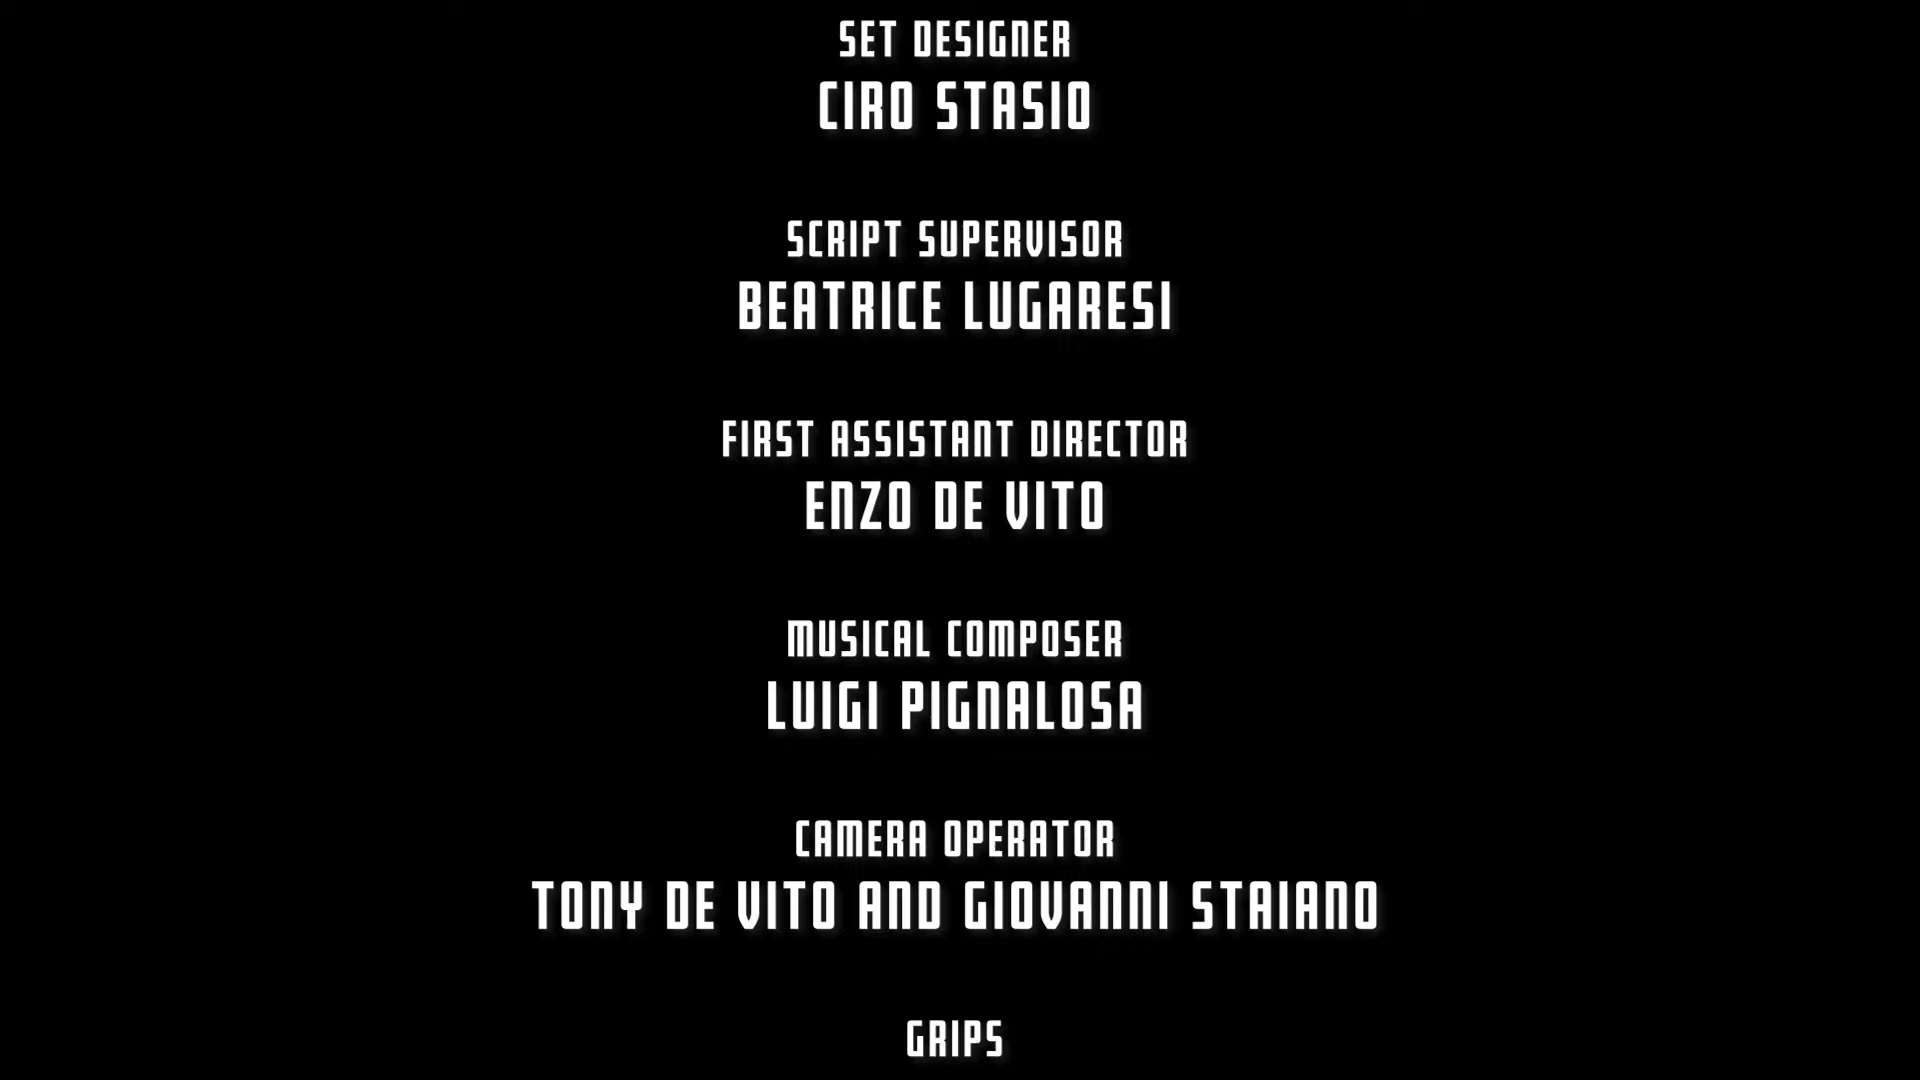 SET DESIGNER
CIRO STASIO
SCRIPT SUPERVISOR
BEATRICE LUGARESI
FIRST ASSISTANT DIRECTOR
ENZO DE VITO
MUSICAL COMPOSER
LUIGI PIGNALOSA
CAMERA OPERATOR
TONY DE VITO AND GIOVANNI STAIANO
GRIPS